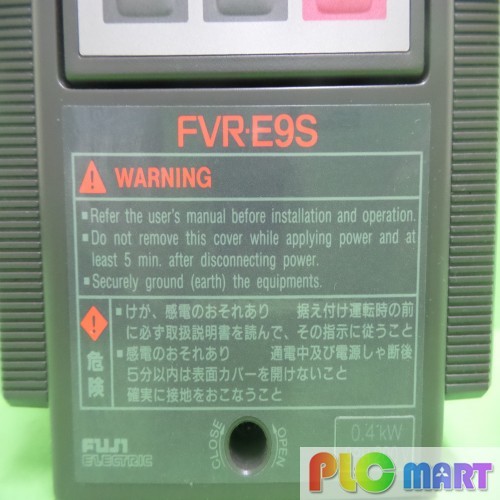 FVR·E9S
WARNING
■Refer the user's manual before installation and operation.
■Do not remove this cover while applying power and at
least 5 min. after disconnecting power.
■Securely ground (earth) the equipments.
危険
■けが、感電のおそれあり 据え付け運転時の前
に必ず取扱説明書を読んで、その指示に従うこと
■感電のおそれあり 通電中及び電源しゃ断後
5分以内は表面カバーを開けないこと
確実に接地をおこなうこと
FUJI
ELECTRIC
CLOSE
OPEN
0.4 kW
PLC MART